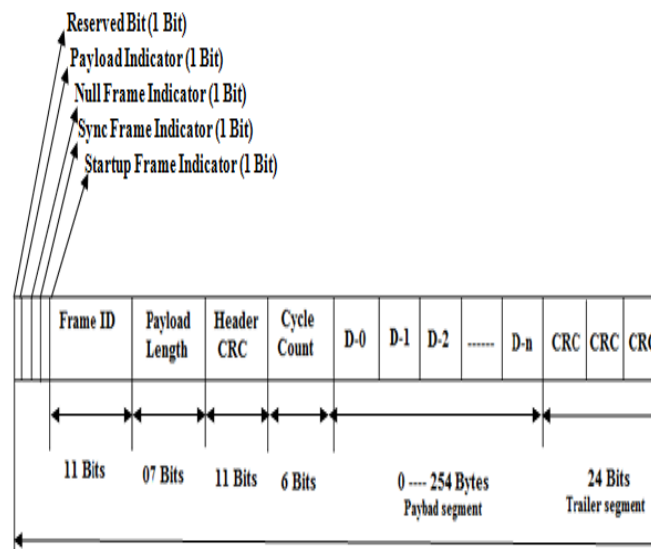 Reserved Bit (1 Bit)
Payload Indicator (1 Bit)
Null Frame Indicator (1 Bit)
Sync Frame Indicator (1 Bit)
Startup Frame Indicator (1 Bit)
Frame ID
Payload
Length
Header
CRC
Cycle
Count
D-0
D-1
D-2
------
D-n
CRC
CRC
CRC
11 Bits
07 Bits
11 Bits
6 Bits
0 ---- 254 Bytes
Paybad segment
24 Bits
Trailer segment